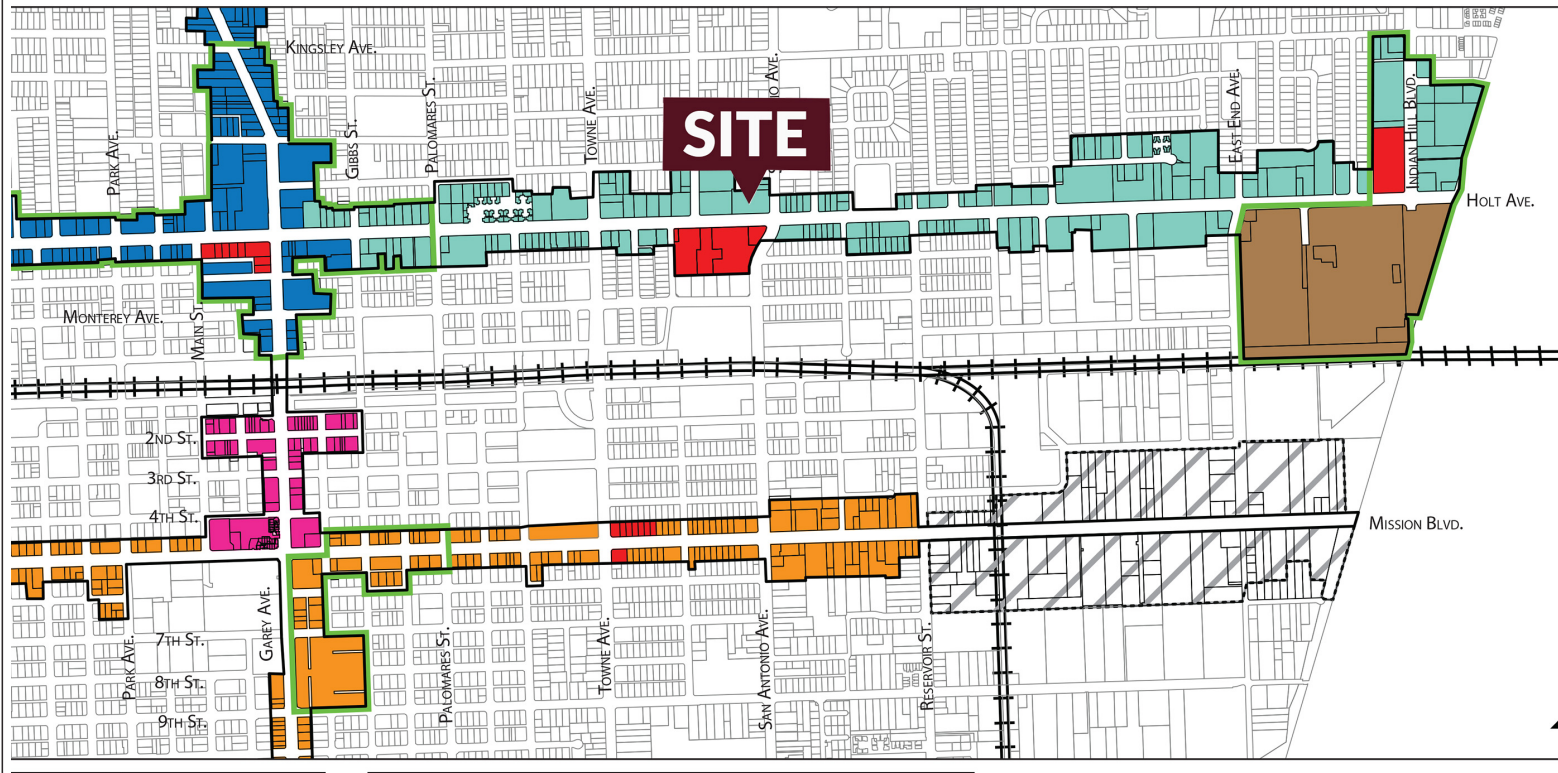 Kingsley Ave.
Park Ave.
Gibbs St.
Palomares St.
Towne Ave.
SITE
io Ave.
East End Ave.
Indian Hill Blvd.
Holt Ave.
Monterey Ave.
Main St.
2nd St.
3rd St.
4th St.
Mission Blvd.
Garey Ave.
Park Ave.
7th St.
8th St.
9th St.
Palomares St.
Towne Ave.
San Antonio Ave.
Reservoir St.